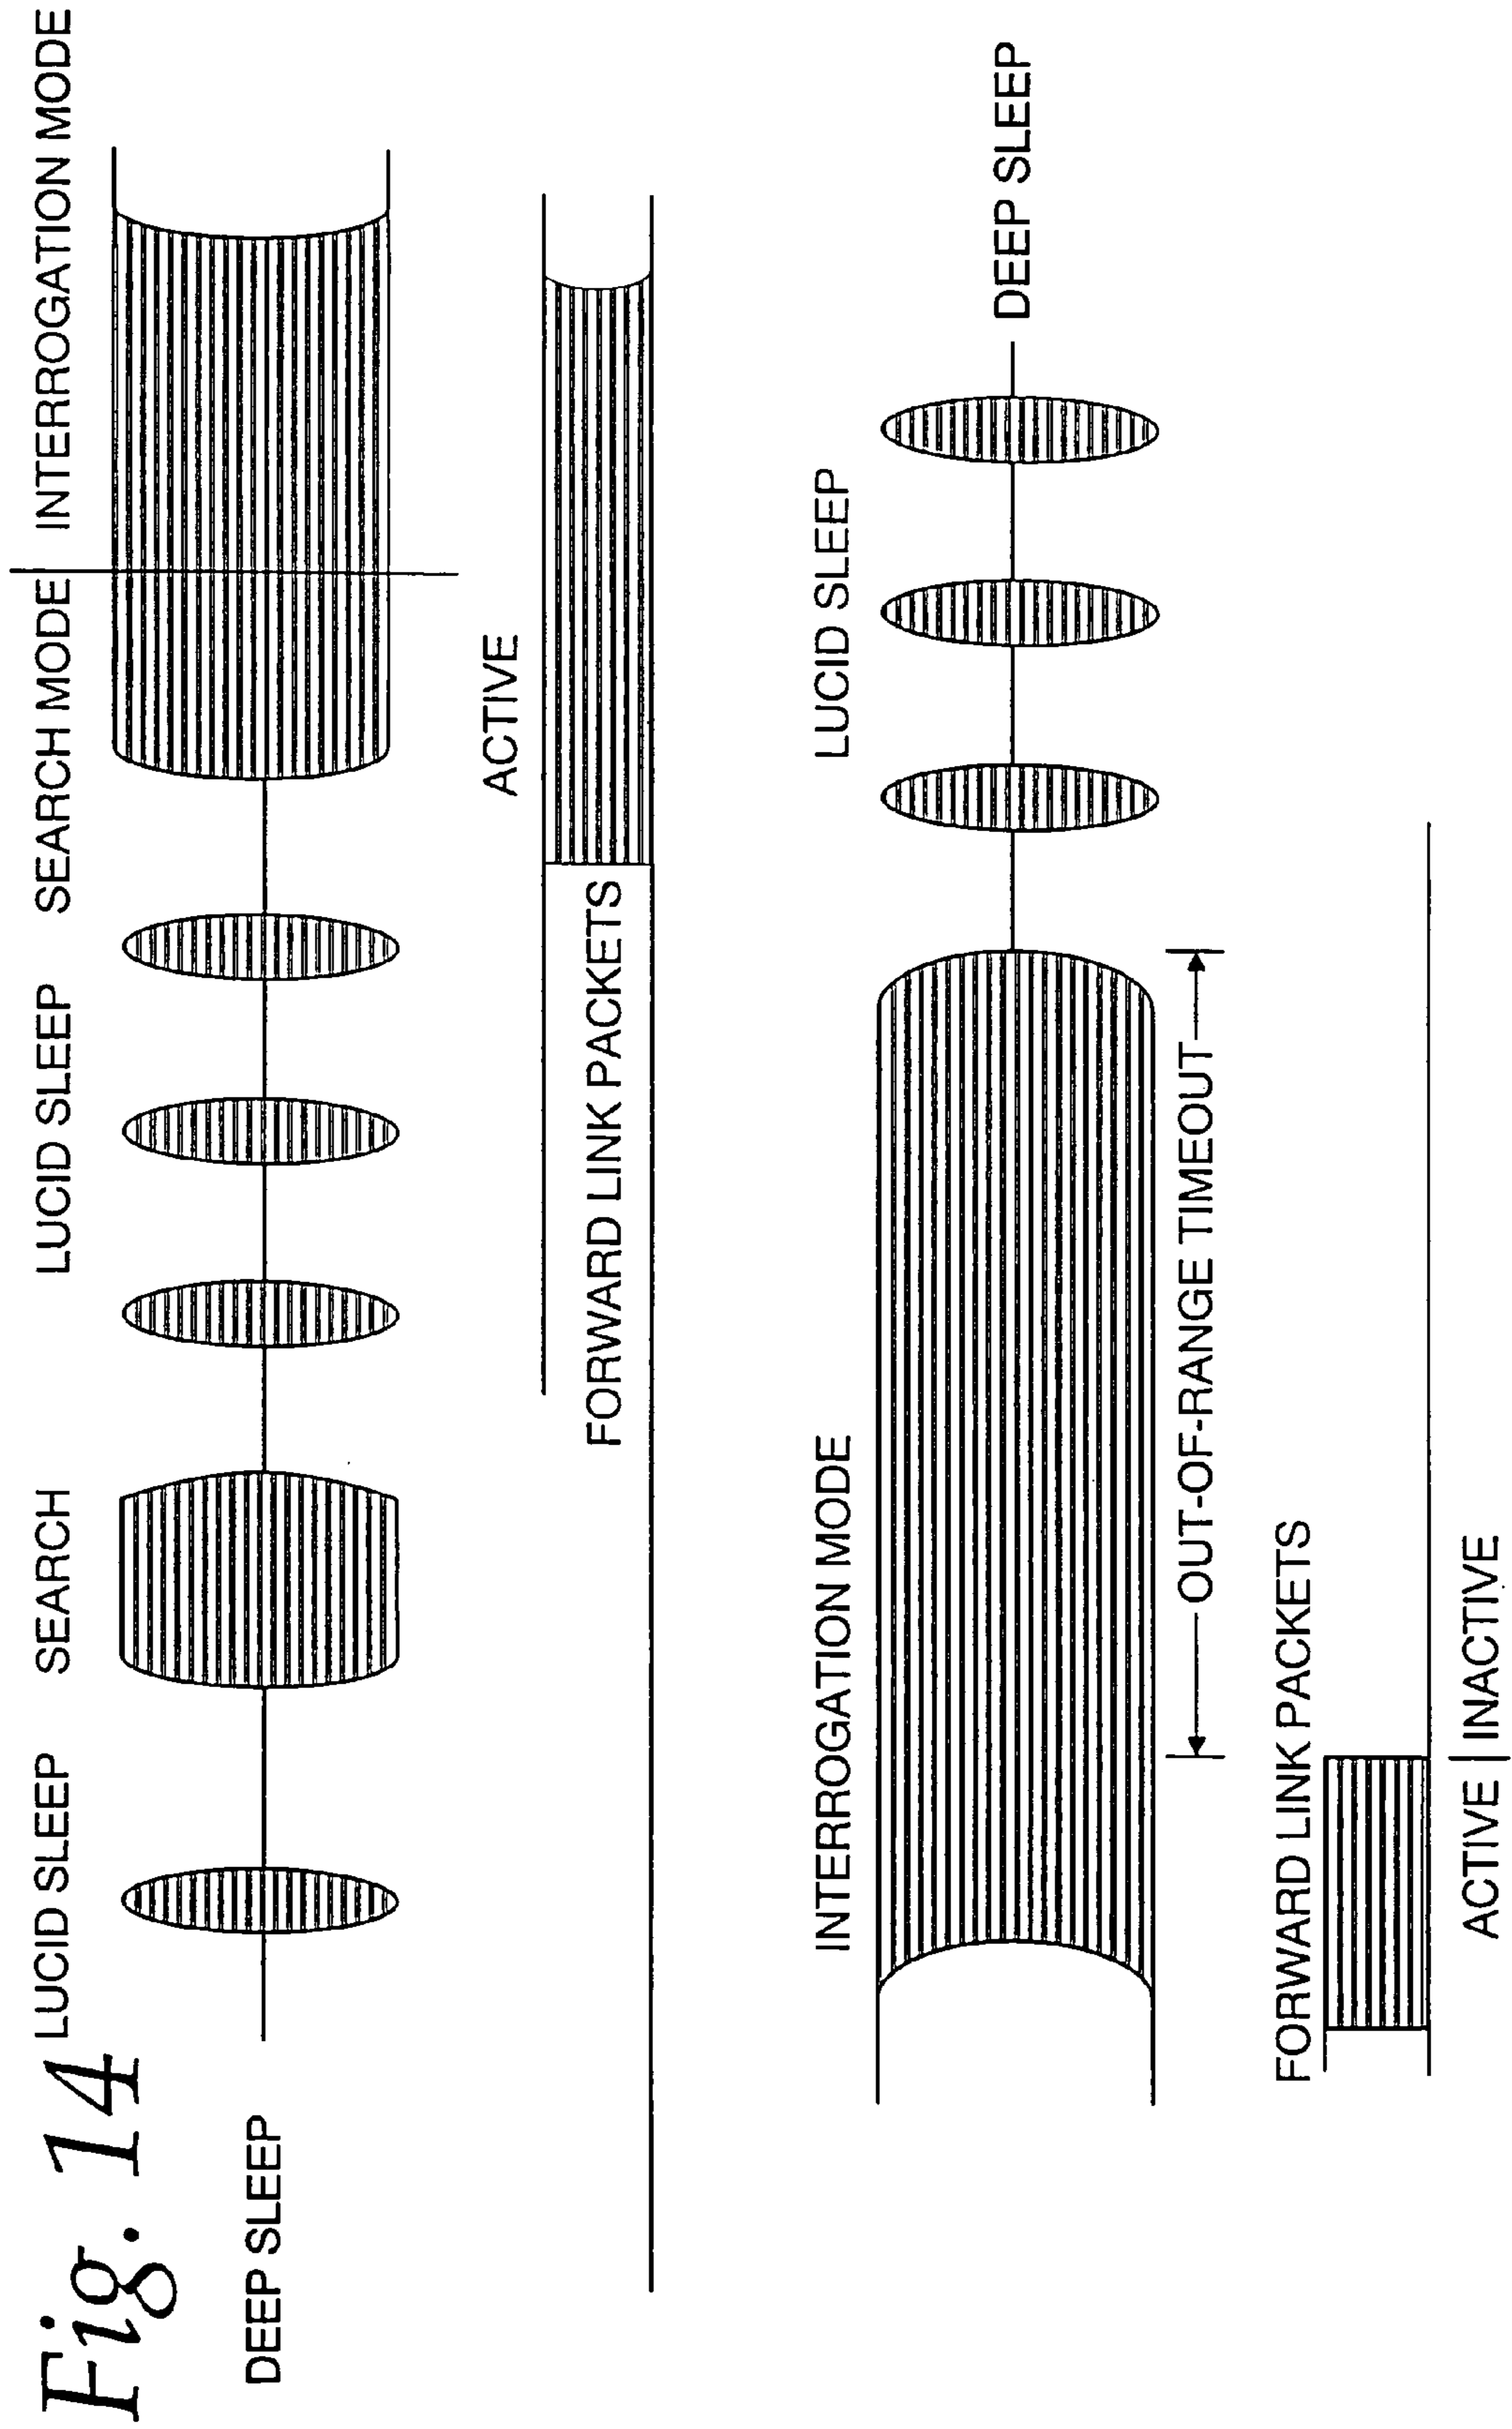 Fig. 14
LUCID SLEEP
SEARCH
LUCID SLEEP
SEARCH MODE
INTERROGATION MODE
DEEP SLEEP
ACTIVE
FORWARD LINK PACKETS
INTERROGATION MODE
LUCID SLEEP
DEEP SLEEP
OUT-OF-RANGE TIMEOUT
FORWARD LINK PACKETS
ACTIVE | INACTIVE